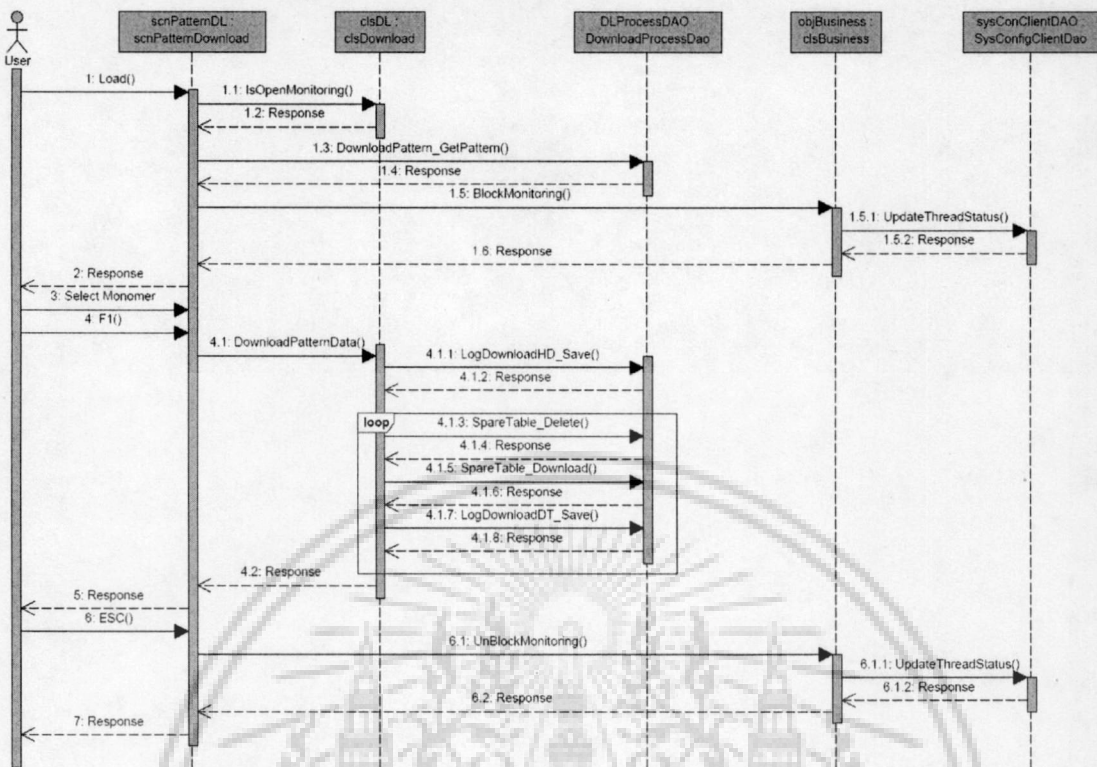 scnPatternDL :
scnPatternDownload
clsDL :
clsDownload
DLProcessDAO :
DownloadProcessDao
objBusiness :
clsBusiness
sysConClientDAO :
SysConfigClientDao
User
1: Load()
1.1: IsOpenMonitoring()
1.2: Response
1.3: DownloadPattern_GetPattern()
1.4: Response
1.5: BlockMonitoring()
1.5.1: UpdateThreadStatus()
1.5.2: Response
1.6: Response
2: Response
3: Select Monomer
4: F1()
4.1: DownloadPatternData()
4.1.1: LogDownloadHD_Save()
4.1.2: Response
loop
4.1.3: SpareTable_Delete()
4.1.4: Response
4.1.5: SpareTable_Download()
4.1.6: Response
4.1.7: LogDownloadDT_Save()
4.1.8: Response
4.2: Response
5: Response
6: ESC()
6.1: UnBlockMonitoring()
6.1.1: UpdateThreadStatus()
6.1.2: Response
6.2: Response
7: Response